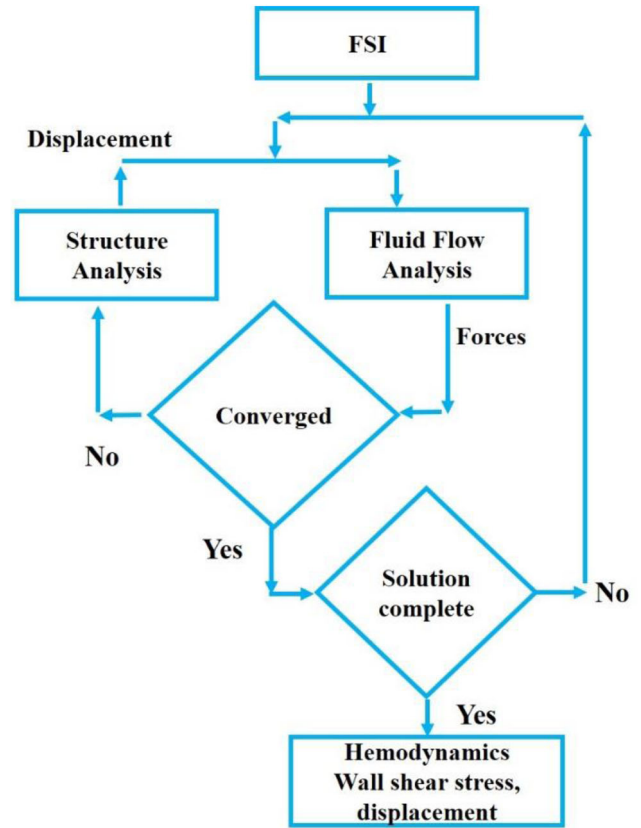 FSI
Displacement
Structure
Analysis
Fluid Flow
Analysis
Forces
Converged
No
Yes
Solution
complete
No
Yes
Hemodynamics
Wall shear stress,
displacement